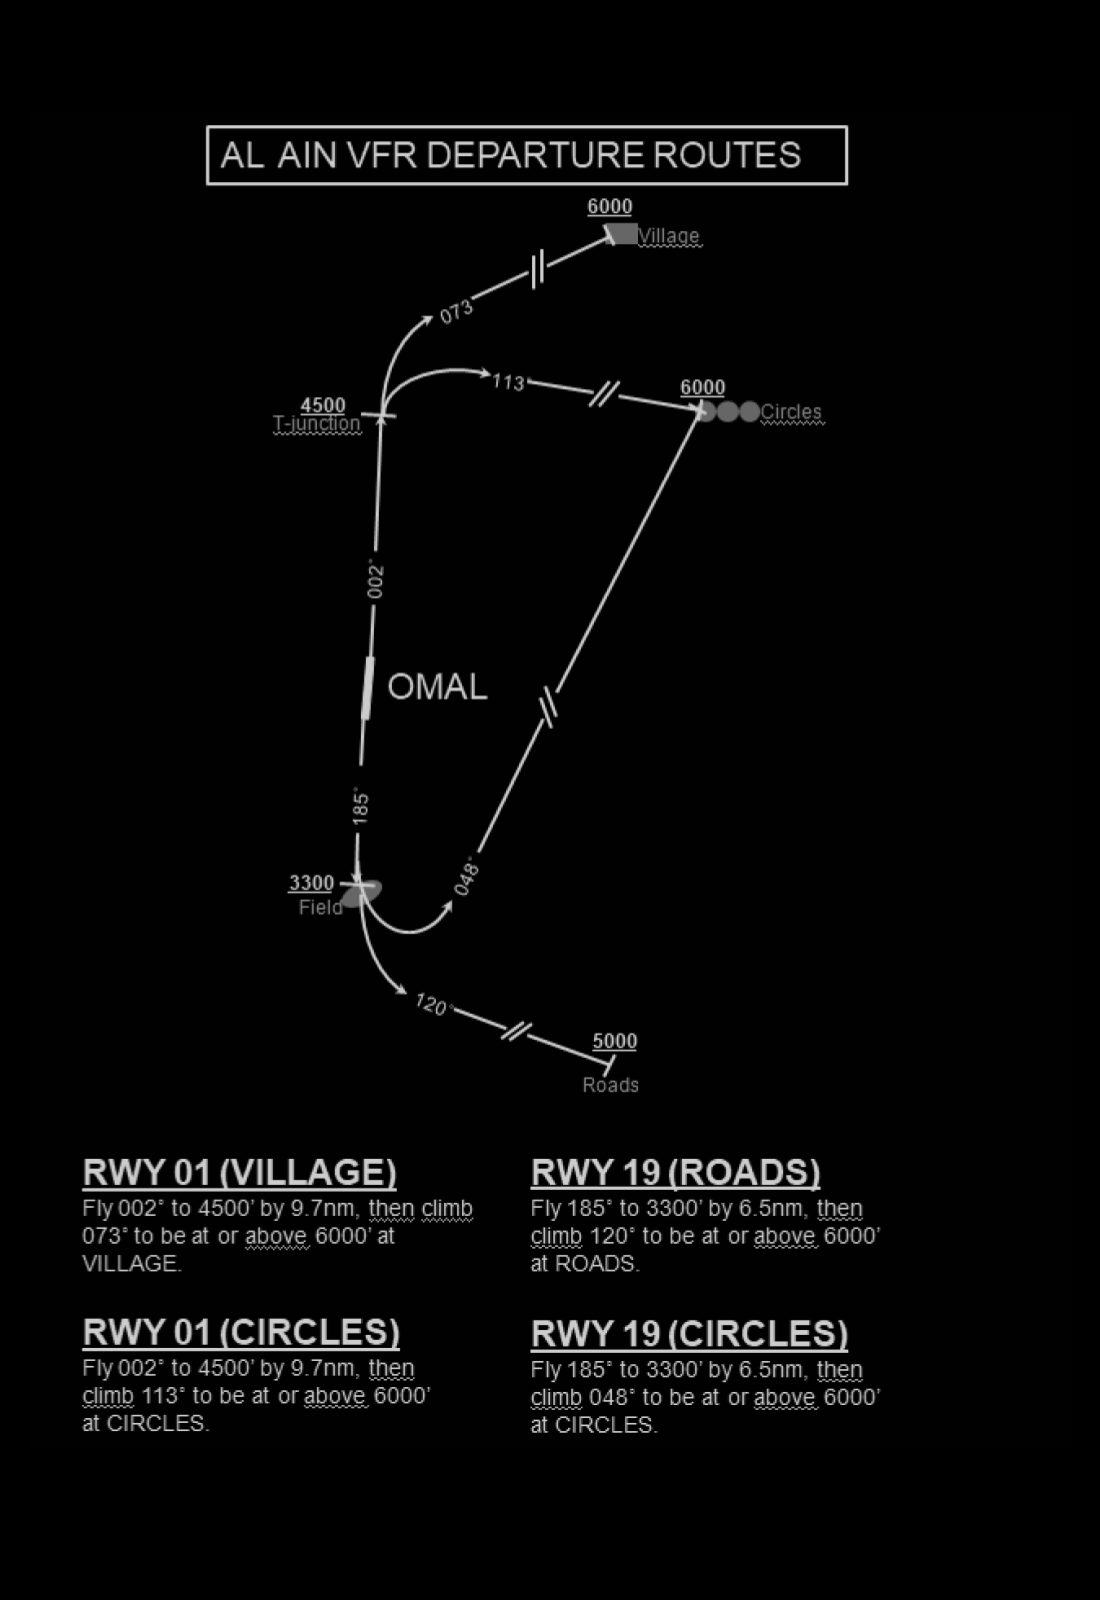 AL AIN VFR DEPARTURE ROUTES
6000
Village
073
113°
6000
Circles
4500
T-junction
002°
OMAL
185°
3300
Field
048°
120°
5000
Roads
RWY 01 (VILLAGE)
Fly 002° to 4500’ by 9.7nm, then climb
073° to be at or above 6000’ at
VILLAGE.
RWY 19 (ROADS)
Fly 185° to 3300’ by 6.5nm, then
climb 120° to be at or above 6000’
at ROADS.
RWY 01 (CIRCLES)
Fly 002° to 4500’ by 9.7nm, then
climb 113° to be at or above 6000’
at CIRCLES.
RWY 19 (CIRCLES)
Fly 185° to 3300’ by 6.5nm, then
climb 048° to be at or above 6000’
at CIRCLES.